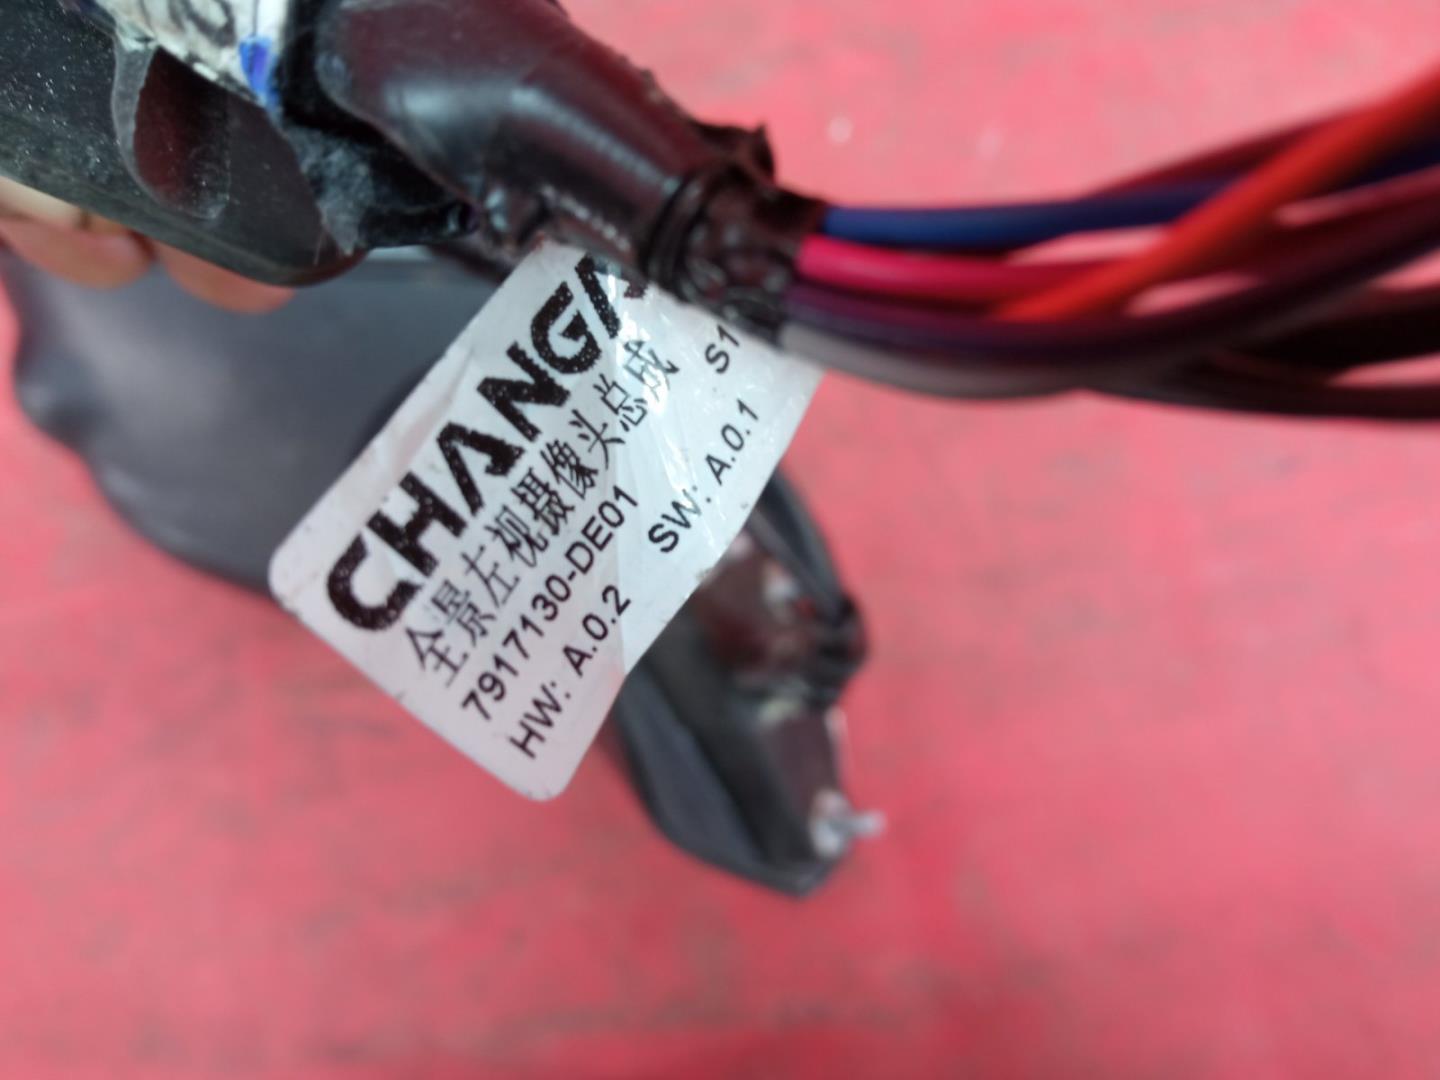 CHANGA
全景左视摄像头总成
7917130-DE01 S1
HW: A.0.2 SW: A.0.1